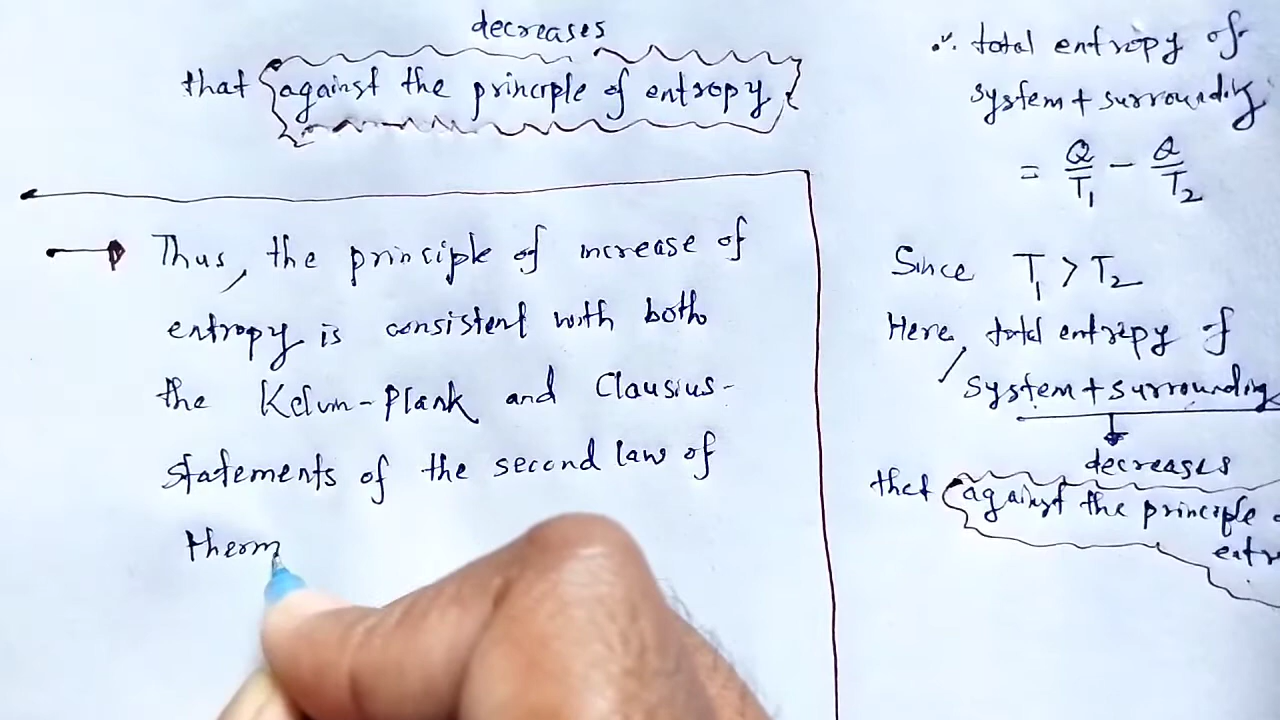 decreases
that against the principle of entropy
Thus, the principle of increase of
entropy is consistent with both
the Kelvin-Plank and Clausius-
statements of the second law of
therm
∴ total entropy of
system + surrounding
= Q/T₁ - Q/T₂
Since T₁ > T₂
Here, total entropy of
system + surrounding
decreases
that against the principle o
entr